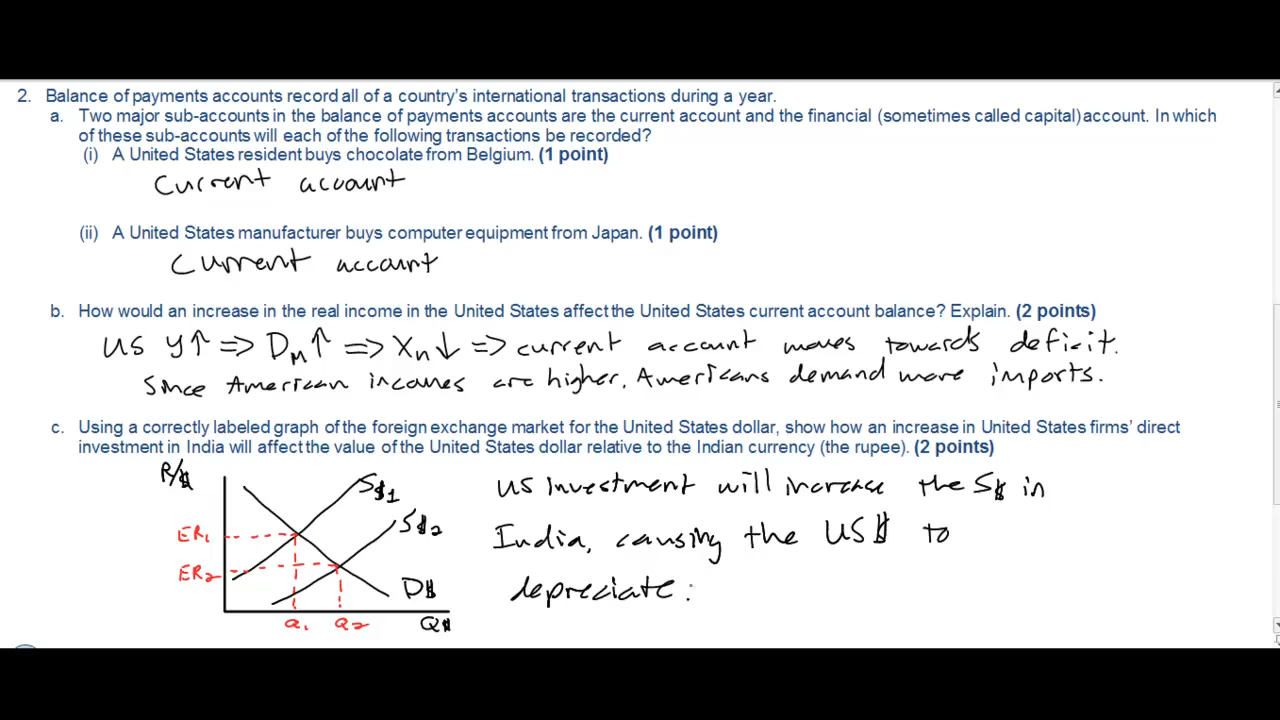 2. Balance of payments accounts record all of a country's international transactions during a year.
a. Two major sub-accounts in the balance of payments accounts are the current account and the financial (sometimes called capital) account. In which
of these sub-accounts will each of the following transactions be recorded?
(i) A United States resident buys chocolate from Belgium. (1 point)
Current account
(ii) A United States manufacturer buys computer equipment from Japan. (1 point)
Current account
b. How would an increase in the real income in the United States affect the United States current account balance? Explain. (2 points)
US Y↑ => DM↑ => Xn↓ => current account moves towards deficit.
Since American incomes are higher, Americans demand more imports.
c. Using a correctly labeled graph of the foreign exchange market for the United States dollar, show how an increase in United States firms' direct
investment in India will affect the value of the United States dollar relative to the Indian currency (the rupee). (2 points)
R/$
S$1
US investment will increase the S$ in
ER1
S$2
India, causing the US$ to
ER2
D$
depreciate.
Q1 Q2 Q$